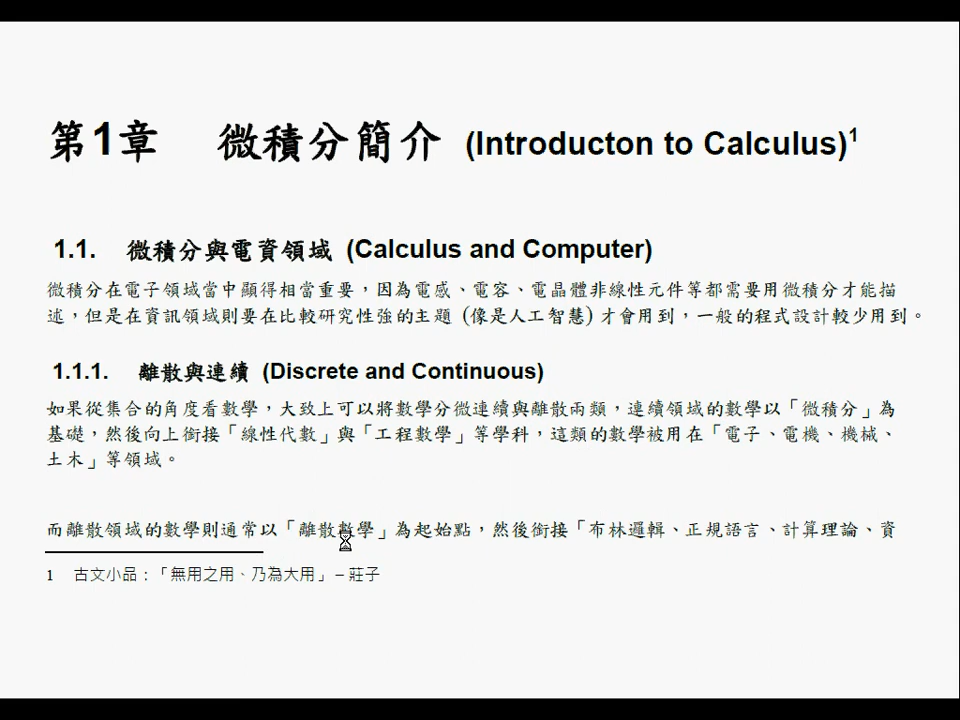 第1章 微積分簡介 (Introducton to Calculus)1
1.1. 微積分與電資領域 (Calculus and Computer)
微積分在電子領域當中顯得相當重要，因為電感、電容、電晶體非線性元件等都需要用微積分才能描
述，但是在資訊領域則要在比較研究性強的主題 (像是人工智慧) 才會用到，一般的程式設計較少用到。
1.1.1. 離散與連續 (Discrete and Continuous)
如果從集合的角度看數學，大致上可以將數學分微連續與離散兩類，連續領域的數學以「微積分」為
基礎，然後向上銜接「線性代數」與「工程數學」等學科，這類的數學被用在「電子、電機、機械、
土木」等領域。
而離散領域的數學則通常以「離散數學」為起始點，然後銜接「布林邏輯、正規語言、計算理論、資
1 古文小品：「無用之用、乃為大用」 – 莊子